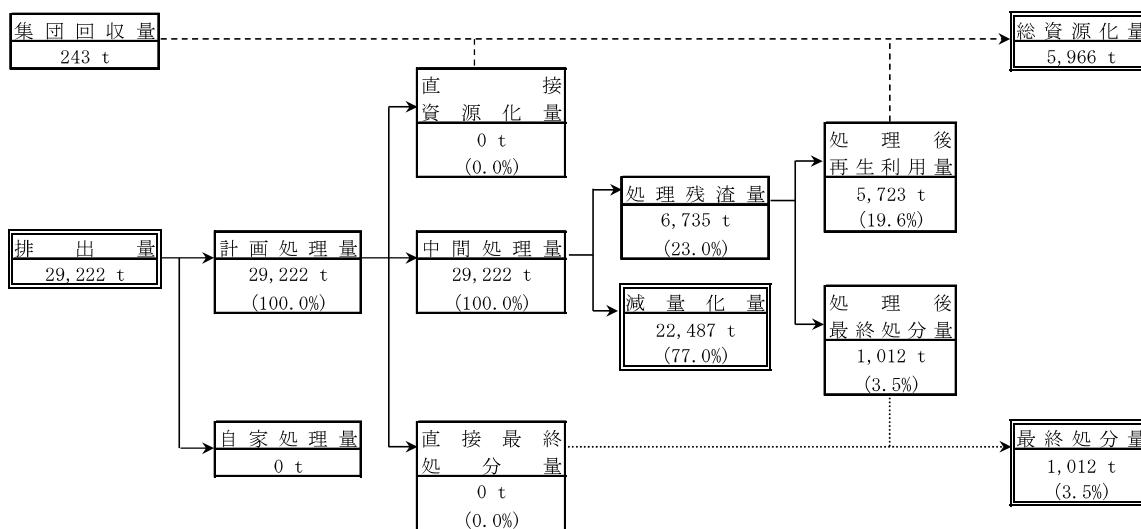 集団回収量
243 t
総資源化量
5,966 t
直接
資源化量
0 t
(0.0%)
処理後
再生利用量
5,723 t
(19.6%)
処理残渣量
6,735 t
(23.0%)
排出量
29,222 t
計画処理量
29,222 t
(100.0%)
中間処理量
29,222 t
(100.0%)
減量化量
22,487 t
(77.0%)
処理後
最終処分量
1,012 t
(3.5%)
自家処理量
0 t
直接最終
処分量
0 t
(0.0%)
最終処分量
1,012 t
(3.5%)